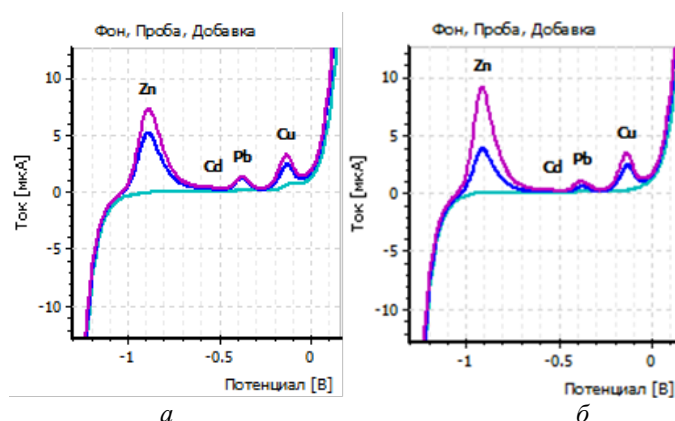 Фон, Проба, Добавка
Ток [мкА]
10
5
0
-5
-10
Zn
Cd
Pb
Cu
-1
-0.5
0
Потенциал [В]
а
Фон, Проба, Добавка
Ток [мкА]
10
5
0
-5
-10
Zn
Cd
Pb
Cu
-1
-0.5
0
Потенциал [В]
б